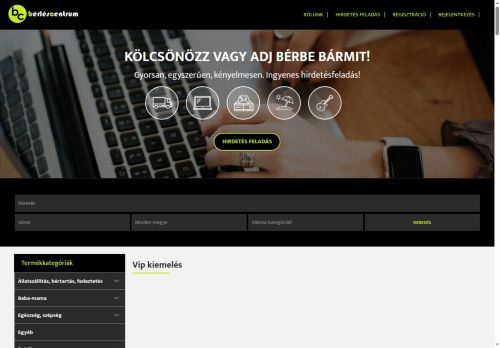 bc bérléscentrum
RÓLUNK | HIRDETÉS FELADÁS | REGISZTRÁCIÓ | BEJELENTKEZÉS |
KÖLCSÖNÖZZ VAGY ADJ BÉRBE BÁRMIT!
Gyorsan, egyszerűen, kényelmesen. Ingyenes hirdetésfeladás!
HIRDETÉS FELADÁS
Keresés
Város Minden megye Válassz kategóriát! KERESÉS
Termékkategóriák
Vip kiemelés
Állatszállítás, bértartás, fedeztetés
Baba-mama
Egészség, szépség
Egyéb